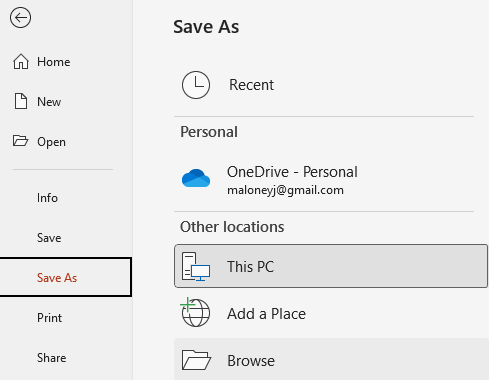 Save As
Home
New
Open
Info
Save
Save As
Print
Share
Recent
Personal
OneDrive - Personal
maloneyj@gmail.com
Other locations
This PC
Add a Place
Browse